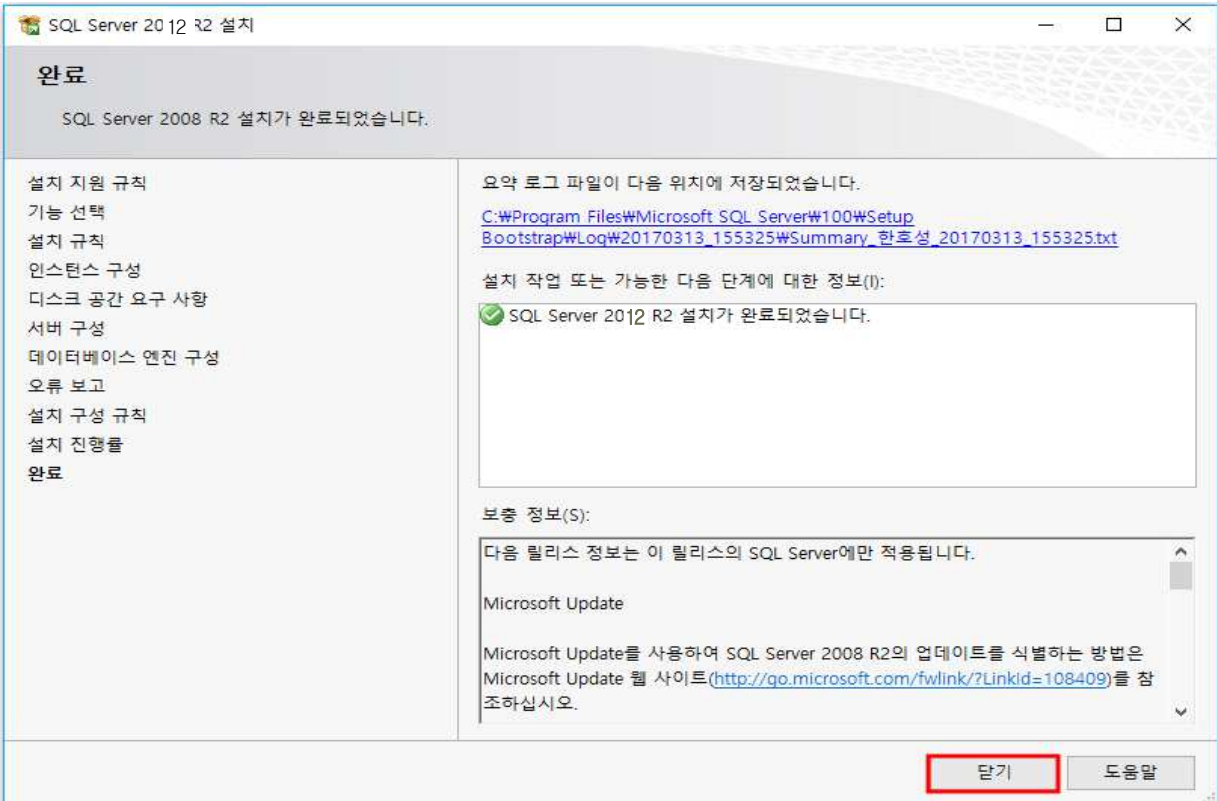 SQL Server 2012 R2 설치
완료
SQL Server 2008 R2 설치가 완료되었습니다.
설치 지원 규칙
기능 선택
설치 규칙
인스턴스 구성
디스크 공간 요구 사항
서버 구성
데이터베이스 엔진 구성
오류 보고
설치 구성 규칙
설치 진행률
완료
요약 로그 파일이 다음 위치에 저장되었습니다.
C:₩Program Files₩Microsoft SQL Server₩100₩Setup
Bootstrap₩Log₩20170313_155325₩Summary_한호성_20170313_155325.txt
설치 작업 또는 가능한 다음 단계에 대한 정보(I):
SQL Server 2012 R2 설치가 완료되었습니다.
보충 정보(S):
다음 릴리스 정보는 이 릴리스의 SQL Server에만 적용됩니다.
Microsoft Update
Microsoft Update를 사용하여 SQL Server 2008 R2의 업데이트를 식별하는 방법은
Microsoft Update 웹 사이트(http://go.microsoft.com/fwlink/?LinkId=108409)를 참
조하십시오.
닫기
도움말